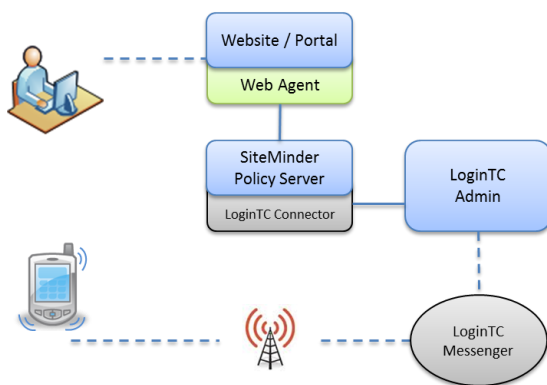 Website / Portal
Web Agent
SiteMinder
Policy Server
LoginTC Connector
LoginTC
Admin
LoginTC
Messenger